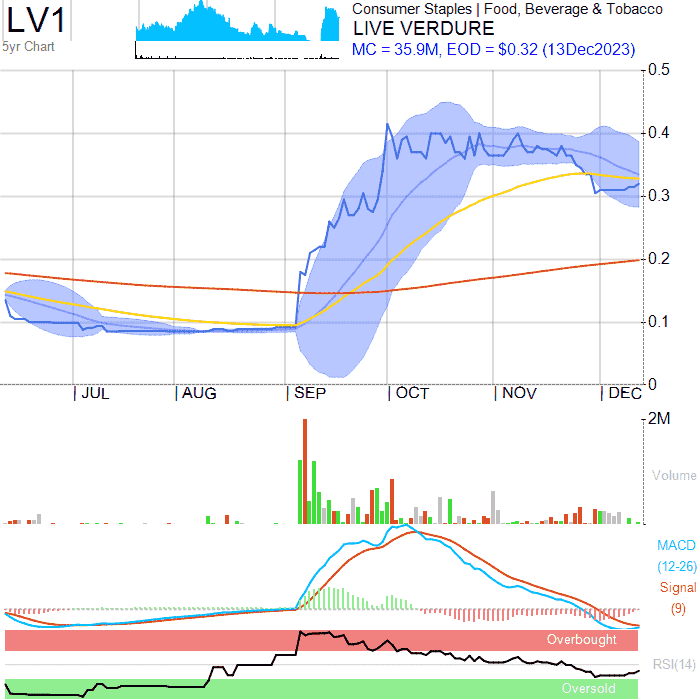 LV1
5yr Chart
Consumer Staples | Food, Beverage & Tobacco
LIVE VERDURE
MC = 35.9M, EOD = $0.32 (13Dec2023)
0.5
0.4
0.3
0.2
0.1
0
JUL AUG SEP OCT NOV DEC
2M
Volume
MACD
(12-26)
Signal
(9)
Overbought
RSI(14)
Oversold